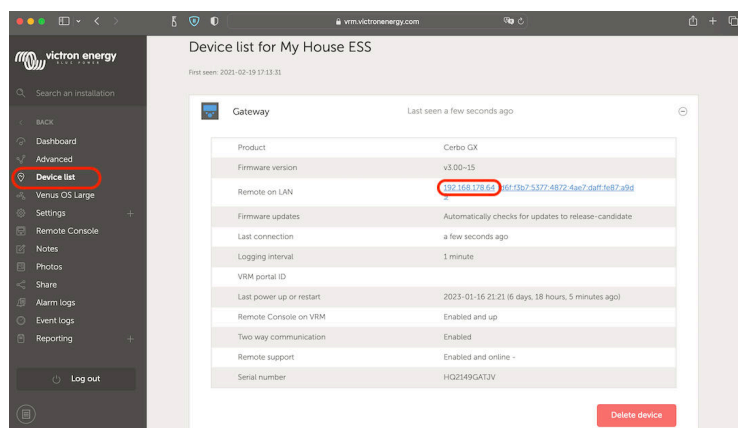 vrm.victronenergy.com
victron energy
BLUE POWER
Search an installation
BACK
Dashboard
Advanced
Device list
Venus OS Large
Settings
Remote Console
Notes
Photos
Share
Alarm logs
Event logs
Reporting
Log out
Device list for My House ESS
First seen: 2021-02-19 17:13:31
Gateway Last seen a few seconds ago
Product Cerbo GX
Firmware version v3.00~15
Remote on LAN 192.168.178.64
Firmware updates Automatically checks for updates to release-candidate
Last connection a few seconds ago
Logging interval 1 minute
VRM portal ID
Last power up or restart 2023-01-16 21:21 (6 days, 18 hours, 5 minutes ago)
Remote Console on VRM Enabled and up
Two way communication Enabled
Remote support Enabled and online -
Serial number HQ2149GATJV
Delete device